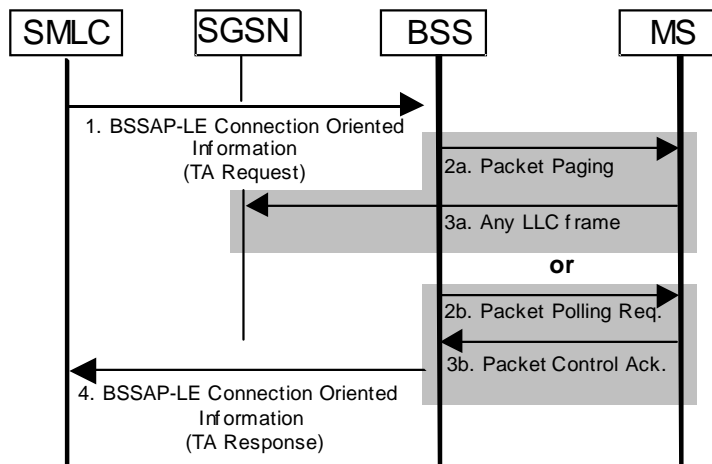 SMLC
SGSN
BSS
MS
1. BSSAP-LE Connection Oriented
Information
(TA Request)
2a. Packet Paging
3a. Any LLC frame
or
2b. Packet Polling Req.
3b. Packet Control Ack.
4. BSSAP-LE Connection Oriented
Information
(TA Response)